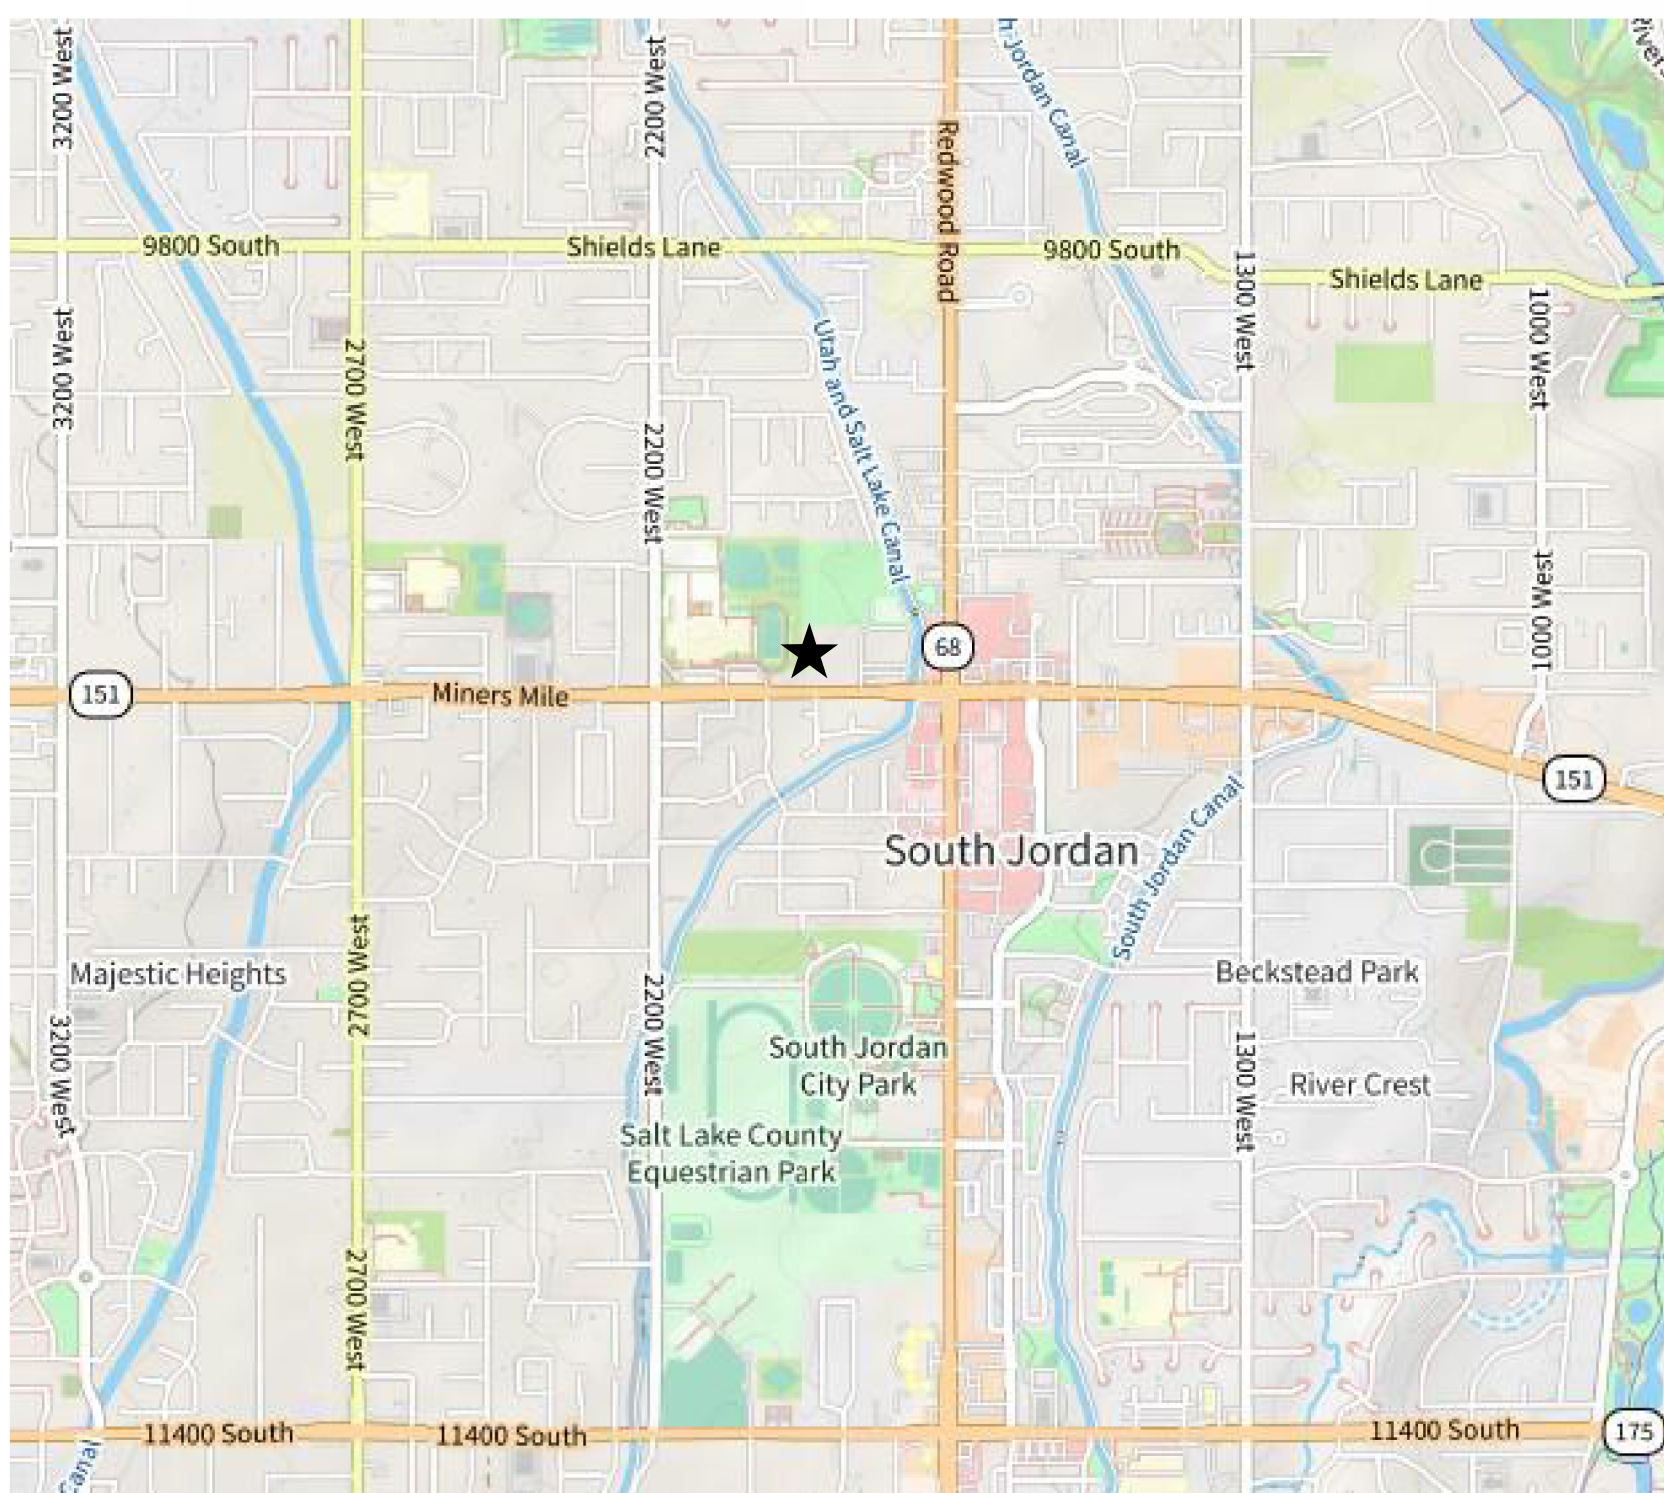 3200 West
2200 West
h Jordan Canal
River
Redwood Road
9800 South
Shields Lane
9800 South
Shields Lane
1300 West
1000 West
3200 West
2700 West
Utah and Salt Lake Canal
2200 West
1000 West
68
151
Miners Mile
151
South Jordan
South Jordan Canal
2700 West
Majestic Heights
Beckstead Park
2200 West
3200 West
South Jordan
City Park
1300 West
River Crest
Salt Lake County
Equestrian Park
2700 West
11400 South
11400 South
11400 South
175
Canal